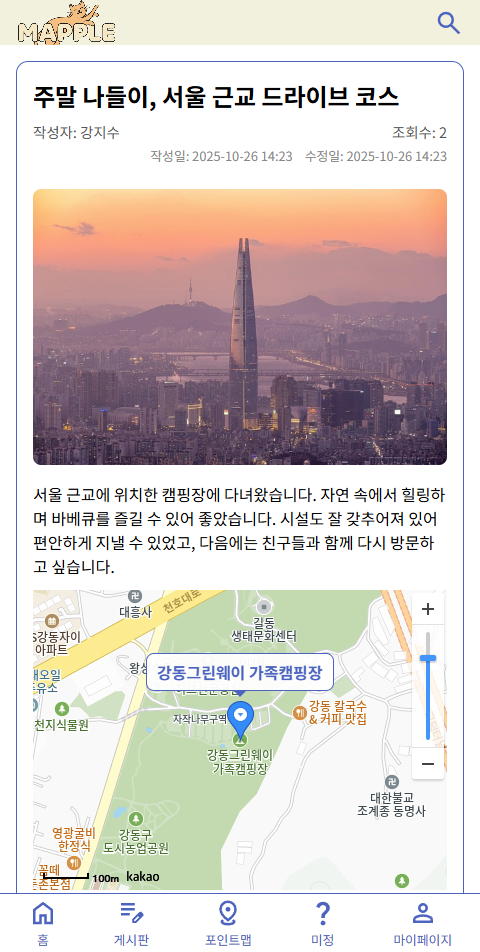 MAPPLE
주말 나들이, 서울 근교 드라이브 코스
작성자: 강지수 조회수: 2
작성일: 2025-10-26 14:23 수정일: 2025-10-26 14:23
서울 근교에 위치한 캠핑장에 다녀왔습니다. 자연 속에서 힐링하
며 바베큐를 즐길 수 있어 좋았습니다. 시설도 잘 갖추어져 있어
편안하게 지낼 수 있었고, 다음에는 친구들과 함께 다시 방문하
고 싶습니다.
대흥사
천호대로
길동
생태문화센터
강동자이
아파트
강동그린웨이 가족캠핑장
천지식물원
자작나무구역
강동 칼국수
& 커피 맛집
강동그린웨이
가족캠핑장
대한불교
조계종 동명사
영광굴비
한정식
강동구
도시농업공원
100m kakao
홈 게시판 포인트맵 미정 마이페이지